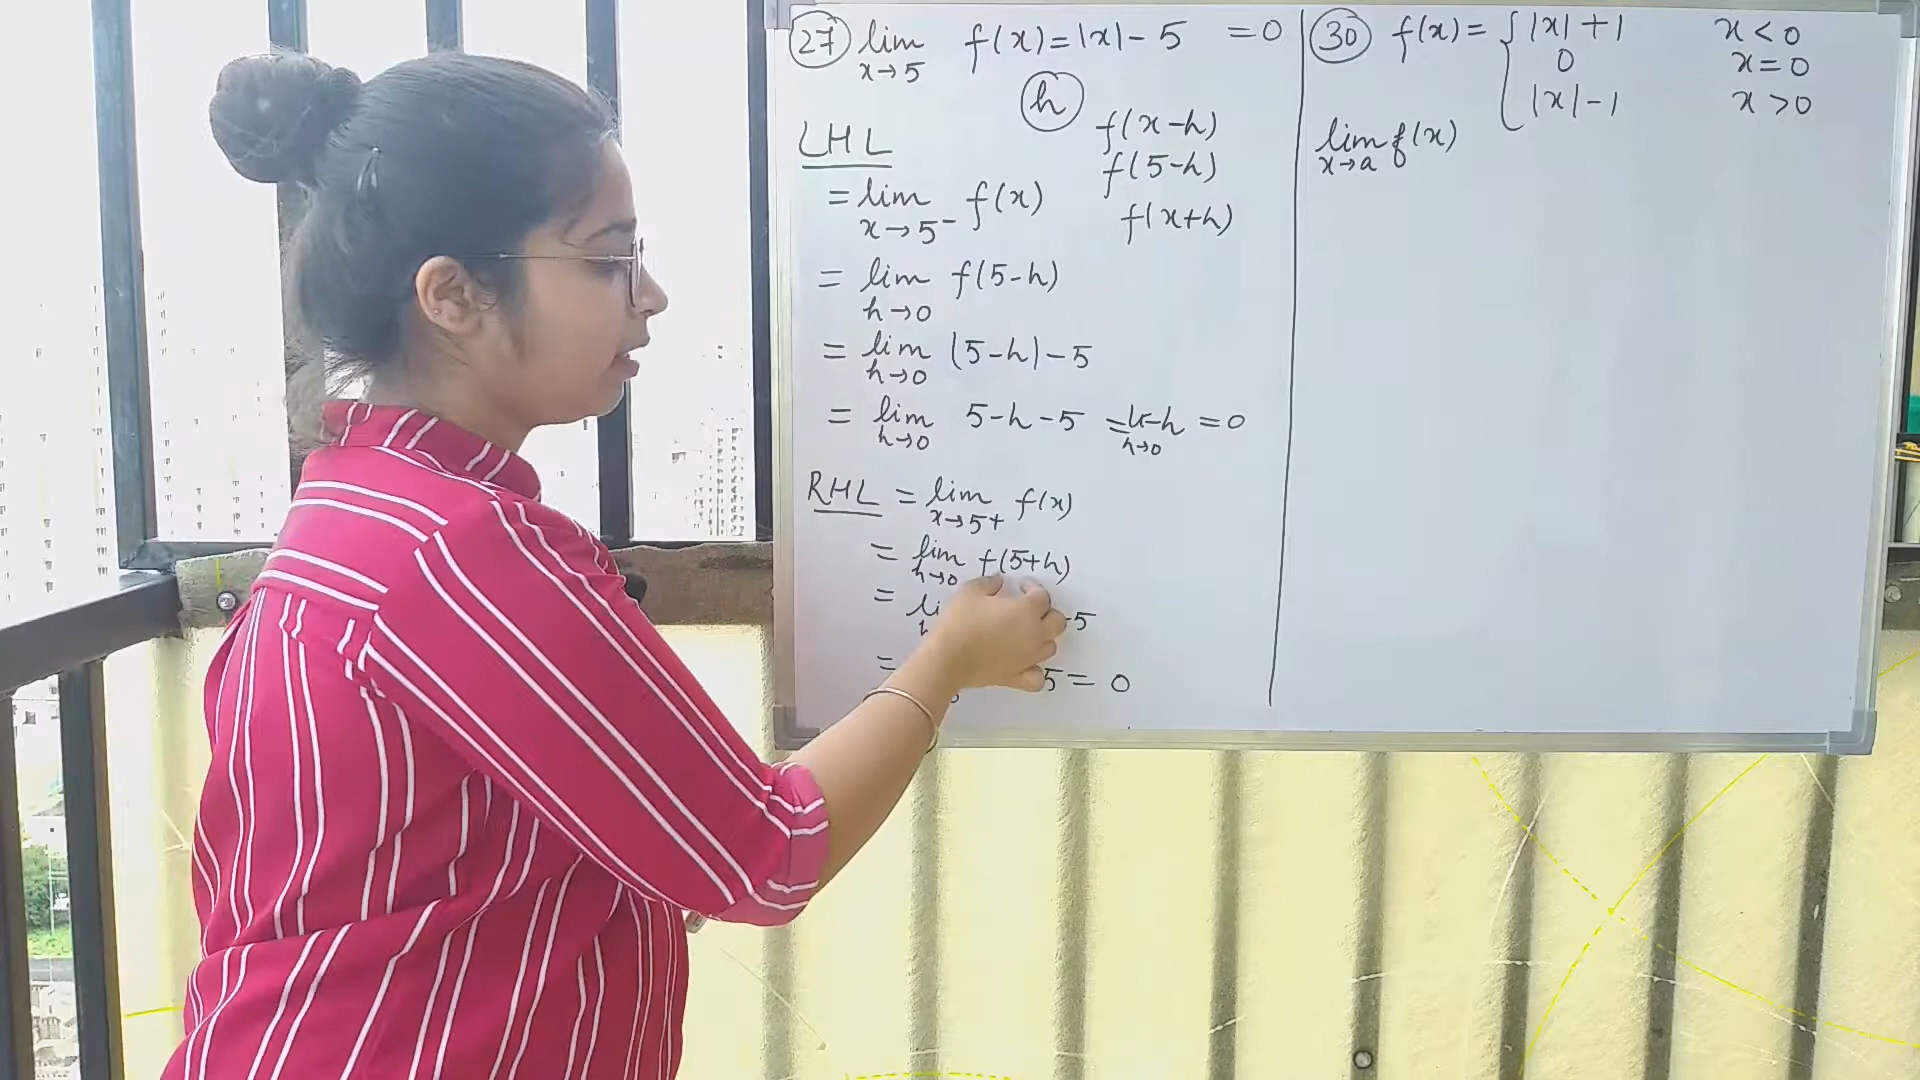 27 lim x→5 f(x)=|x|-5 =0
h
LHL
f(x-h)
f(5-h)
f(x+h)
= lim x→5⁻ f(x)
= lim h→0 f(5-h)
= lim h→0 (5-h)-5
= lim h→0 5-h-5 = h→0 -h =0
RHL = lim x→5+ f(x)
= lim h→0 f(5+h)
= -5
= 5= 0
30 f(x)= { |x|+1 x<0
0 x=0
|x|-1 x>0
lim x→a f(x)